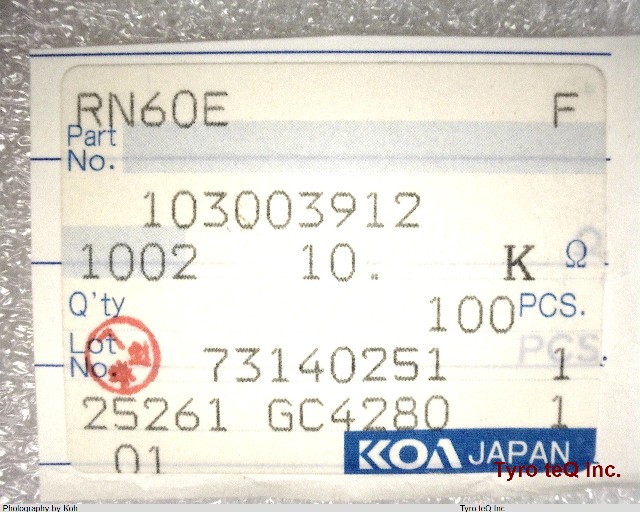 RN60E F
Part
No.
103003912
1002 10. K Ω
Q'ty 100 PCS.
PCS
Lot
No. 73140251 1
25261 GC4280 1
01 KOA JAPAN
Tyro teQ Inc.
Photography by Koh Tyro teQ Inc